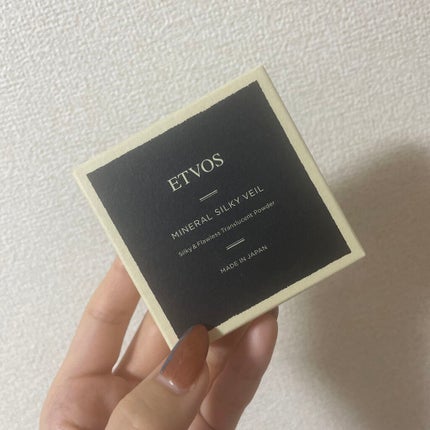 ETVOS
MINERAL SILKY VEIL
Silky & Flawless Translucent Powder
MADE IN JAPAN